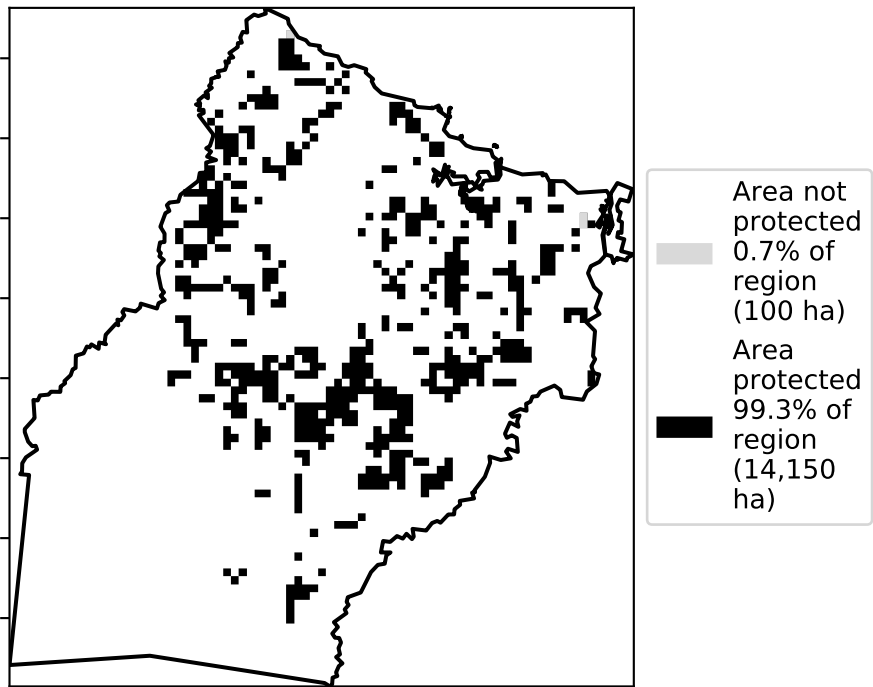 Area not
protected
0.7% of
region
(100 ha)
Area
protected
99.3% of
region
(14,150
ha)